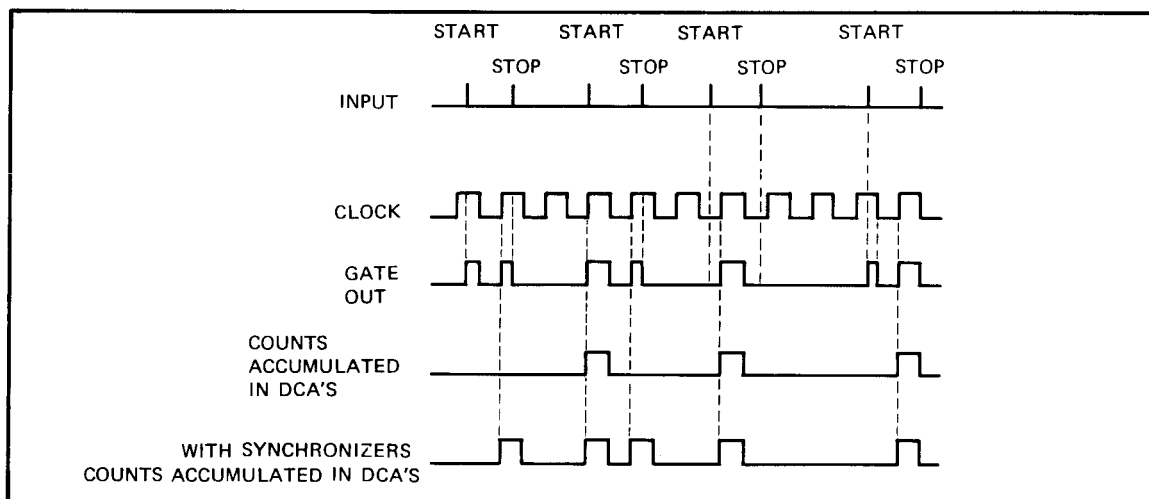 START START START START
STOP STOP STOP STOP
INPUT
CLOCK
GATE
OUT
COUNTS
ACCUMULATED
IN DCA'S
WITH SYNCHRONIZERS
COUNTS ACCUMULATED IN DCA'S